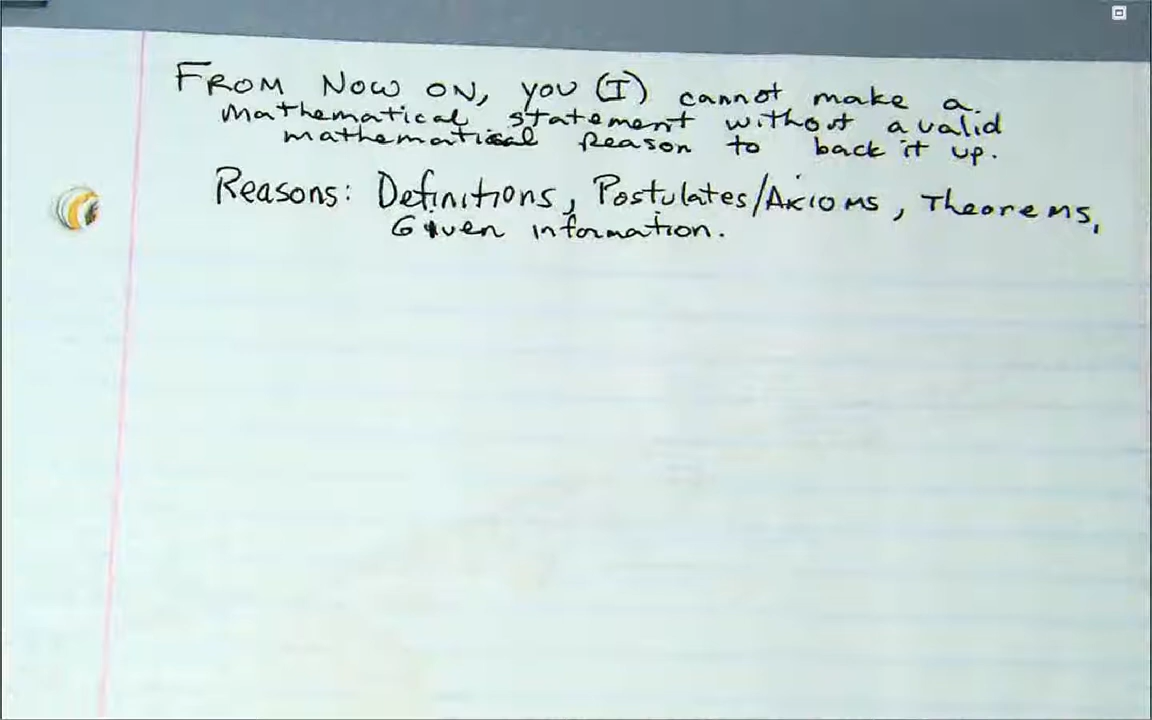 FROM NOW ON, you (I) cannot make a
mathematical statement without a valid
mathematical reason to back it up.
Reasons: Definitions, Postulates/Axioms, Theorems,
Given information.